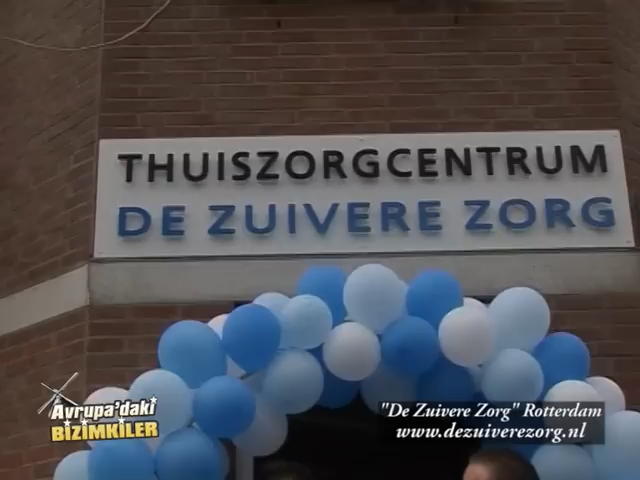 THUISZORGCENTRUM
DE ZUIVERE ZORG
Avrupa'daki
BIZIMKILER
"De Zuivere Zorg" Rotterdam
www.dezuiverezorg.nl